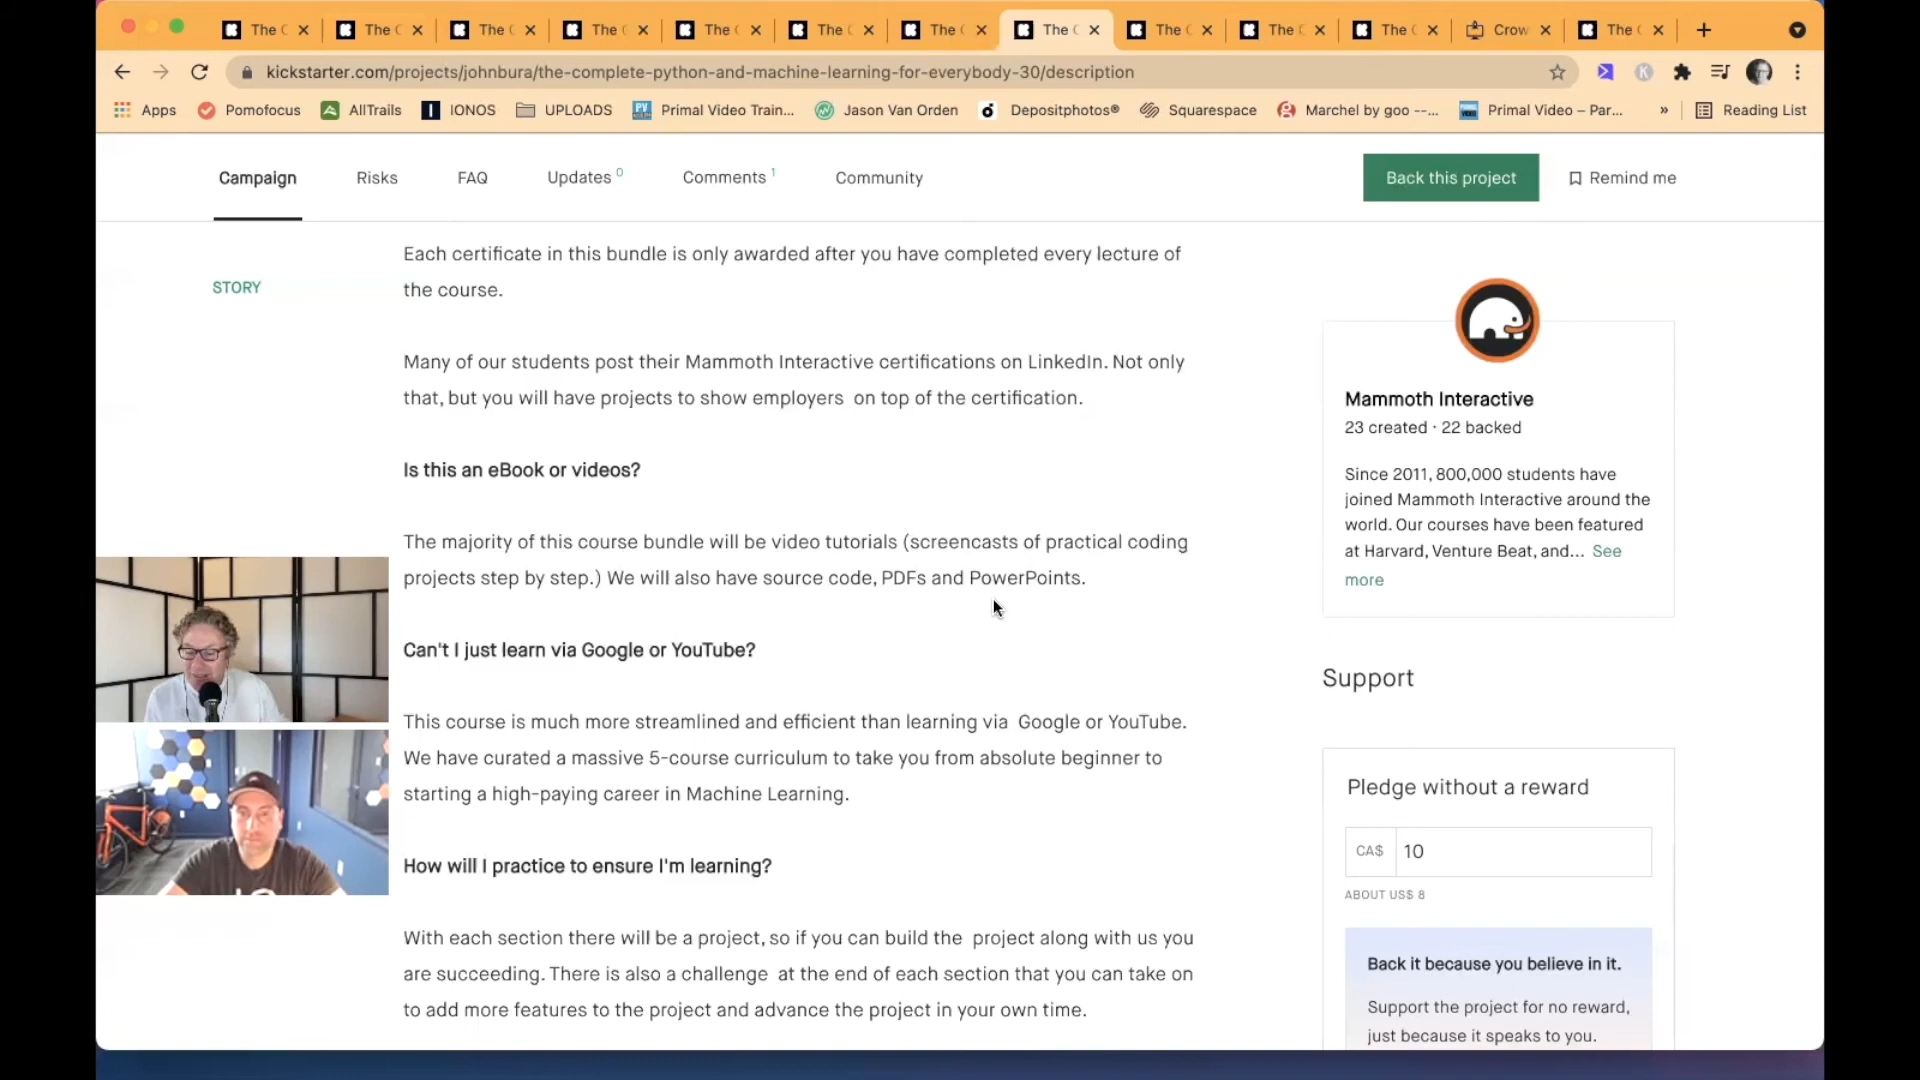 The
The
The
The
The
The
The
The
The
The
The
Crow
The
kickstarter.com/projects/johnbura/the-complete-python-and-machine-learning-for-everybody-30/description
Apps
Pomofocus
AllTrails
IONOS
UPLOADS
Primal Video Train...
Jason Van Orden
Depositphotos®
Squarespace
Marchel by goo --...
Primal Video – Par...
»
Reading List
Campaign
Risks
FAQ
Updates 0
Comments 1
Community
Back this project
Remind me
STORY
Each certificate in this bundle is only awarded after you have completed every lecture of
the course.
Many of our students post their Mammoth Interactive certifications on LinkedIn. Not only
that, but you will have projects to show employers on top of the certification.
Is this an eBook or videos?
The majority of this course bundle will be video tutorials (screencasts of practical coding
projects step by step.) We will also have source code, PDFs and PowerPoints.
Can't I just learn via Google or YouTube?
This course is much more streamlined and efficient than learning via Google or YouTube.
We have curated a massive 5-course curriculum to take you from absolute beginner to
starting a high-paying career in Machine Learning.
How will I practice to ensure I'm learning?
With each section there will be a project, so if you can build the project along with us you
are succeeding. There is also a challenge at the end of each section that you can take on
to add more features to the project and advance the project in your own time.
Mammoth Interactive
23 created · 22 backed
Since 2011, 800,000 students have
joined Mammoth Interactive around the
world. Our courses have been featured
at Harvard, Venture Beat, and... See
more
Support
Pledge without a reward
CA$ 10
ABOUT US$ 8
Back it because you believe in it.
Support the project for no reward,
just because it speaks to you.